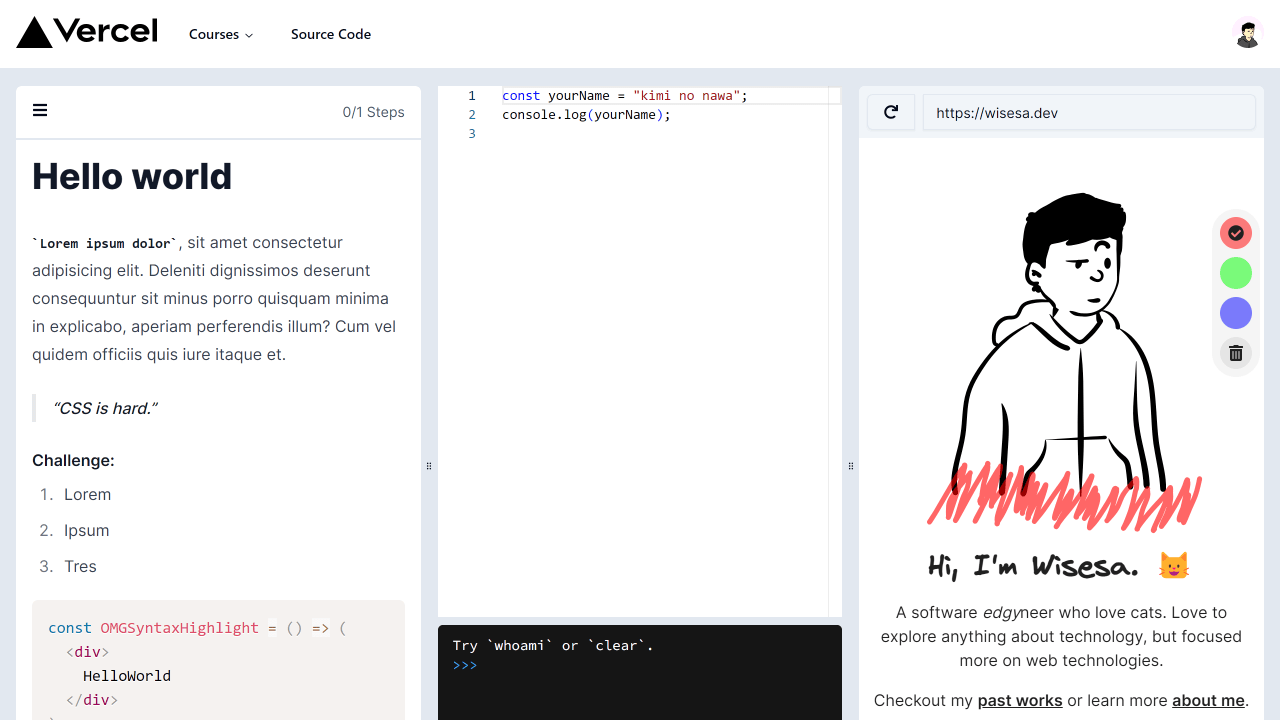 Vercel
Courses
Source Code
0/1 Steps
Hello world
`Lorem ipsum dolor`, sit amet consectetur
adipisicing elit. Deleniti dignissimos deserunt
consequuntur sit minus porro quisquam minima
in explicabo, aperiam perferendis illum? Cum vel
quidem officiis quis iure itaque et.
“CSS is hard.”
Challenge:
1. Lorem
2. Ipsum
3. Tres
const OMGSyntaxHighlight = () => (
<div>
HelloWorld
</div>
1 const yourName = "kimi no nawa";
2 console.log(yourName);
3
Try `whoami` or `clear`.
>>>
https://wisesa.dev
Hi, I'm Wisesa. 😺
A software edgyneer who love cats. Love to
explore anything about technology, but focused
more on web technologies.
Checkout my past works or learn more about me.